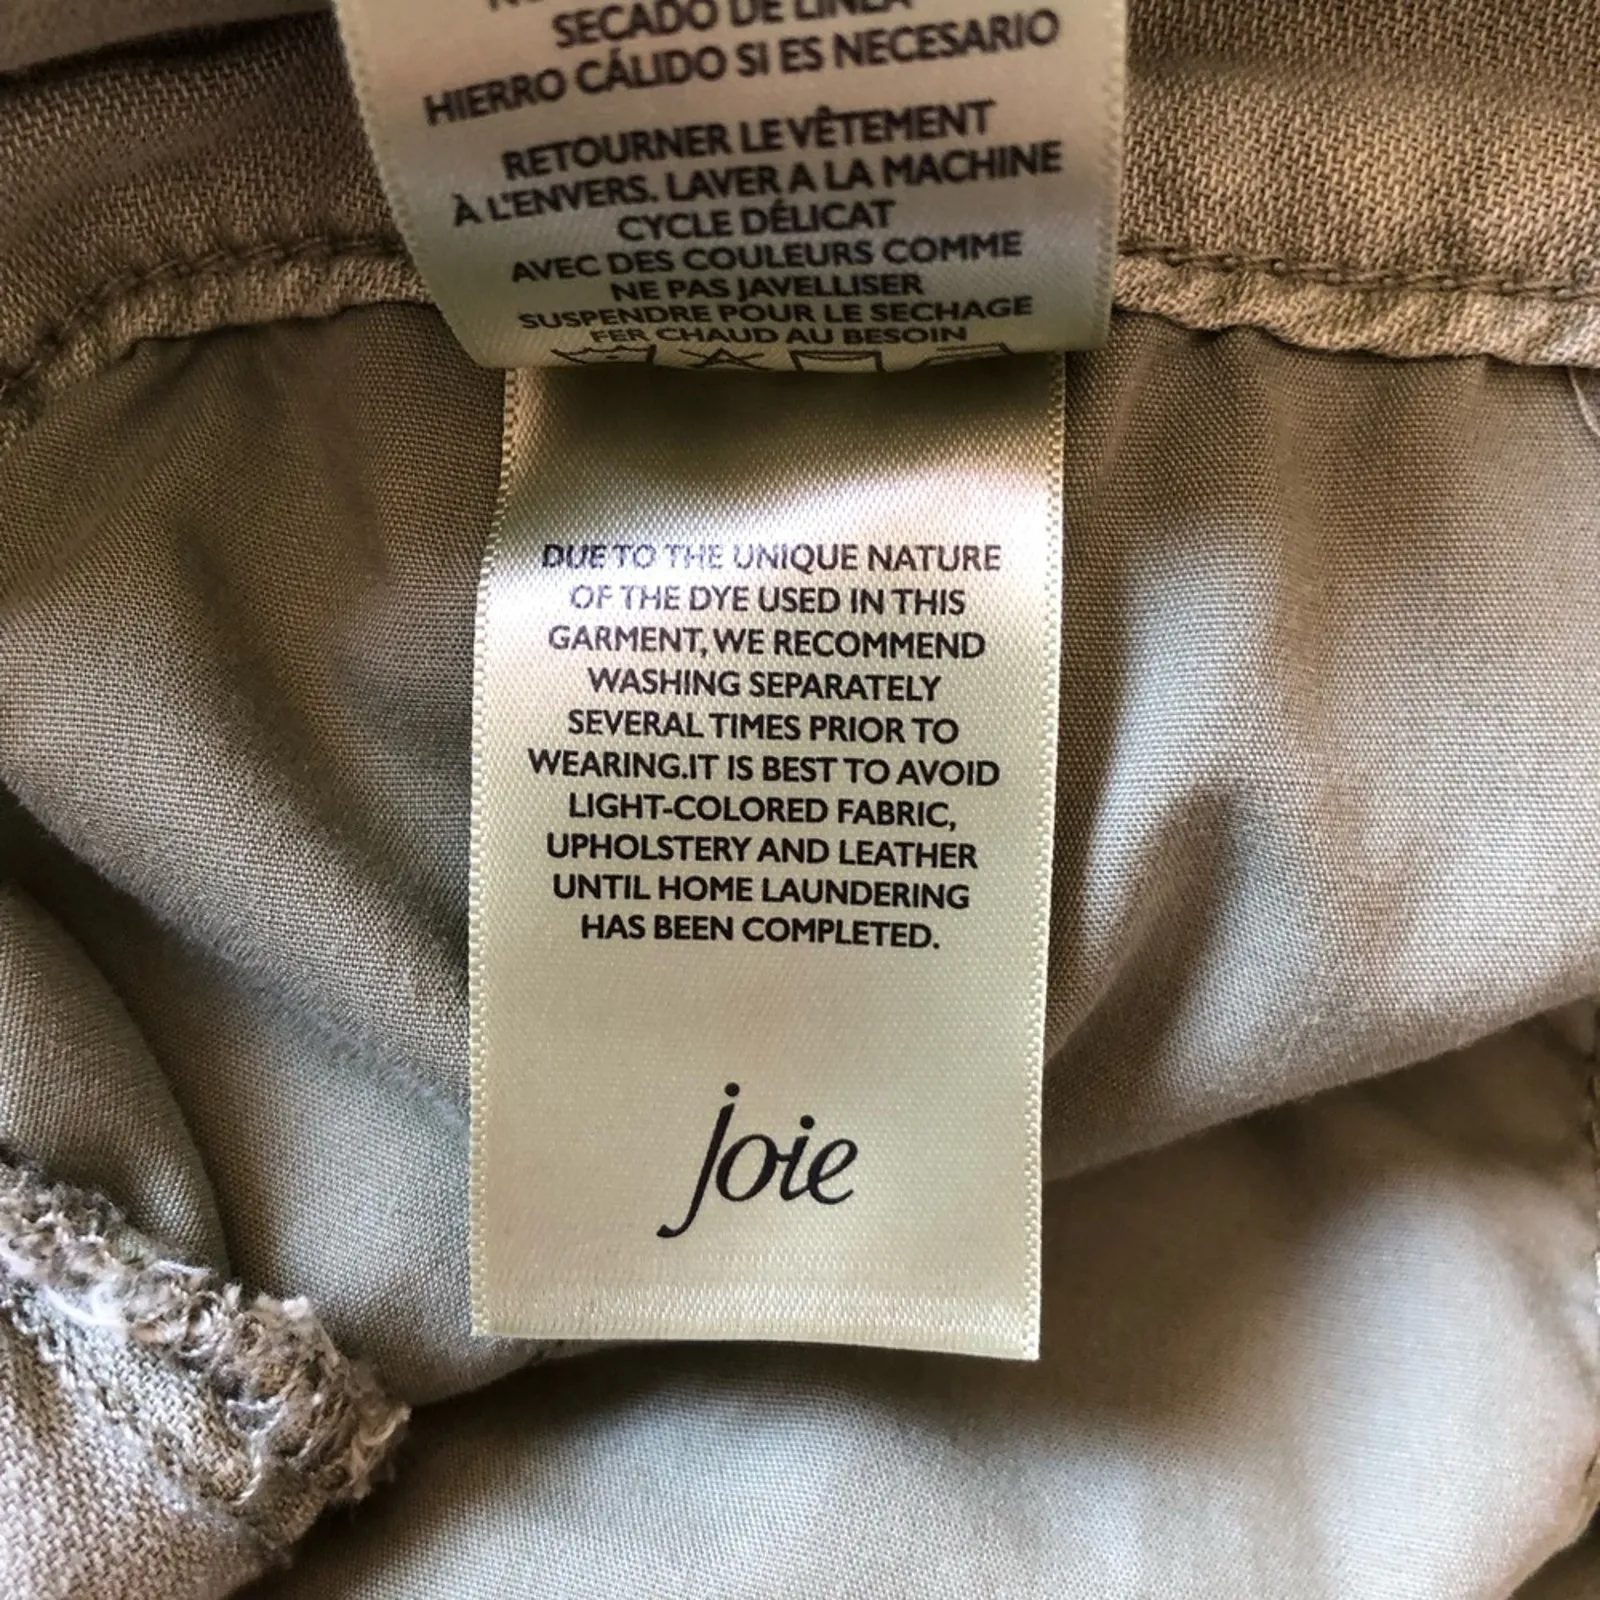 SECADO DE LÍNEA
HIERRO CÁLIDO SI ES NECESARIO
RETOURNER LE VÊTEMENT
À L'ENVERS. LAVER A LA MACHINE
CYCLE DÉLICAT
AVEC DES COULEURS COMME
NE PAS JAVELLISER
SUSPENDRE POUR LE SECHAGE
FER CHAUD AU BESOIN
DUE TO THE UNIQUE NATURE
OF THE DYE USED IN THIS
GARMENT, WE RECOMMEND
WASHING SEPARATELY
SEVERAL TIMES PRIOR TO
WEARING.IT IS BEST TO AVOID
LIGHT-COLORED FABRIC,
UPHOLSTERY AND LEATHER
UNTIL HOME LAUNDERING
HAS BEEN COMPLETED.
joie